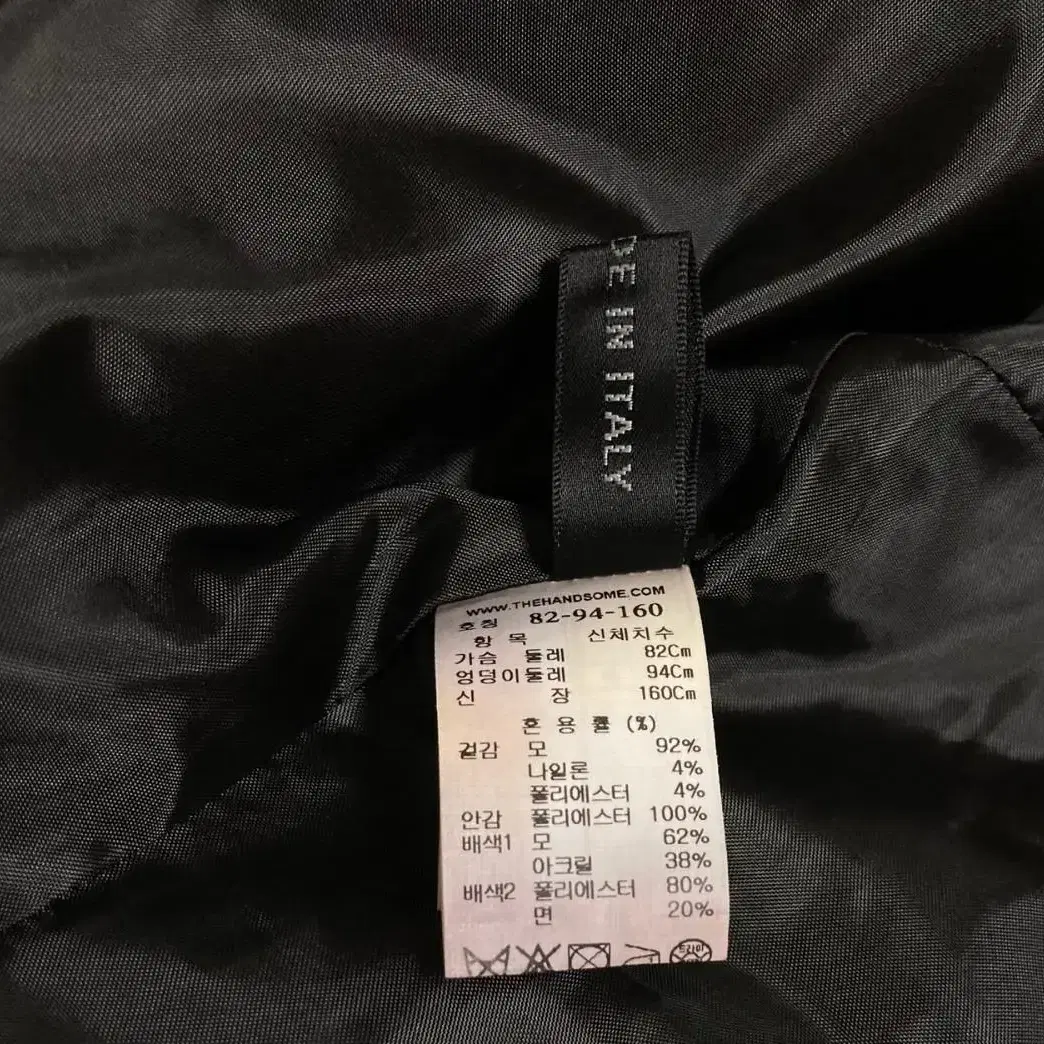 DE IN ITALY
WWW.THEHANDSOME.COM
호칭 82-94-160
항 목 신체치수
가슴 둘레 82Cm
엉덩이둘레 94Cm
신 장 160Cm
혼 용 률 (%)
겉감 모 92%
나일론 4%
폴리에스터 4%
안감 폴리에스터 100%
배색1 모 62%
아크릴 38%
배색2 폴리에스터 80%
면 20%